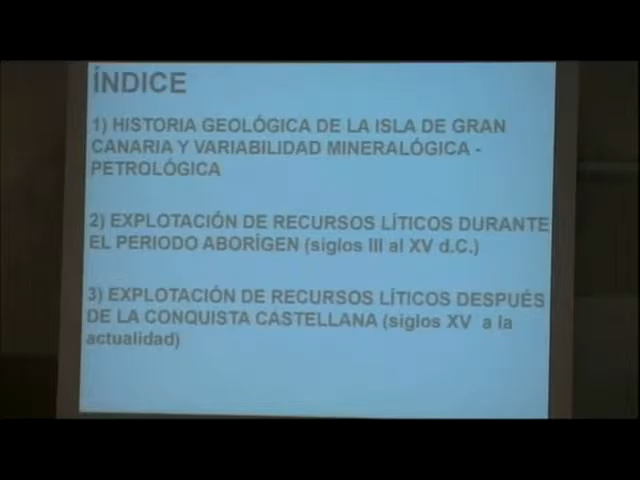 ÍNDICE
1) HISTORIA GEOLÓGICA DE LA ISLA DE GRAN
CANARIA Y VARIABILIDAD MINERALÓGICA -
PETROLÓGICA
2) EXPLOTACIÓN DE RECURSOS LÍTICOS DURANTE
EL PERIODO ABORÍGEN (siglos III al XV d.C.)
3) EXPLOTACIÓN DE RECURSOS LÍTICOS DESPUÉS
DE LA CONQUISTA CASTELLANA (siglos XV a la
actualidad)